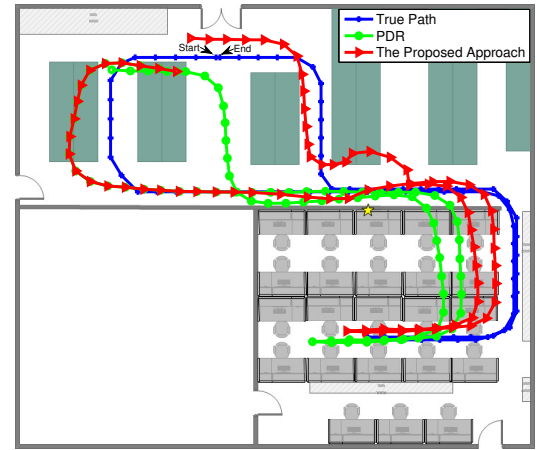 True Path
PDR
The Proposed Approach
Start
End